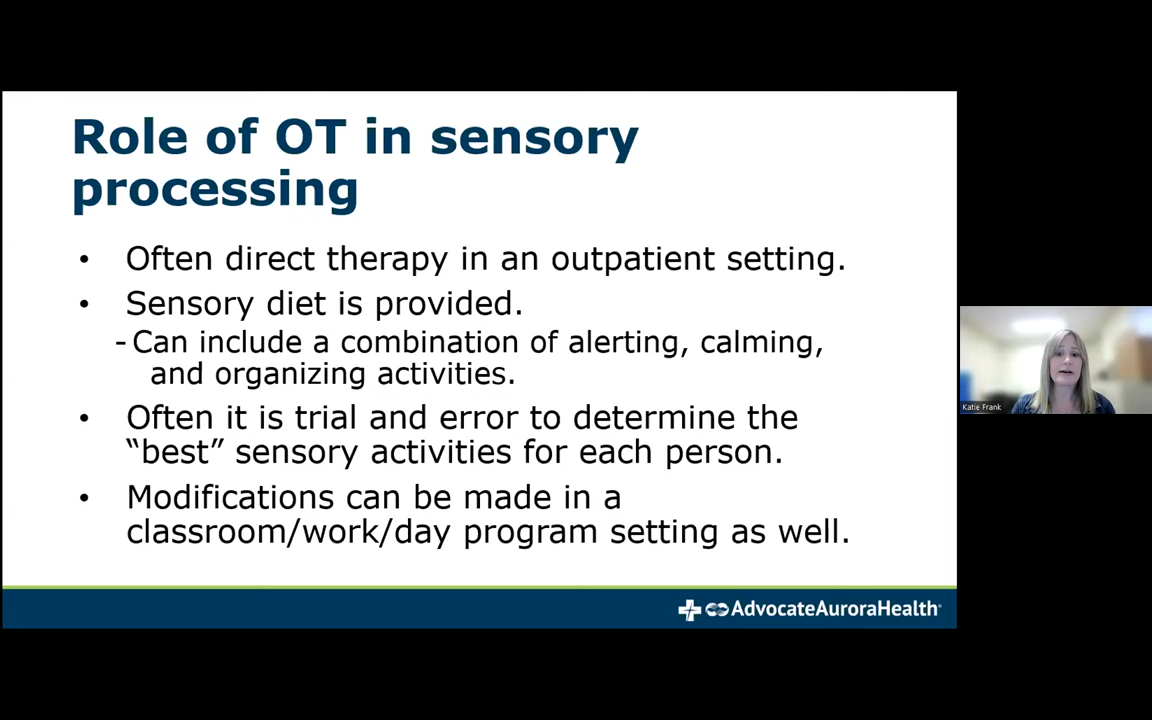 Role of OT in sensory
processing
• Often direct therapy in an outpatient setting.
• Sensory diet is provided.
- Can include a combination of alerting, calming,
and organizing activities.
• Often it is trial and error to determine the
“best” sensory activities for each person.
• Modifications can be made in a
classroom/work/day program setting as well.
AdvocateAuroraHealth®
Katie Frank